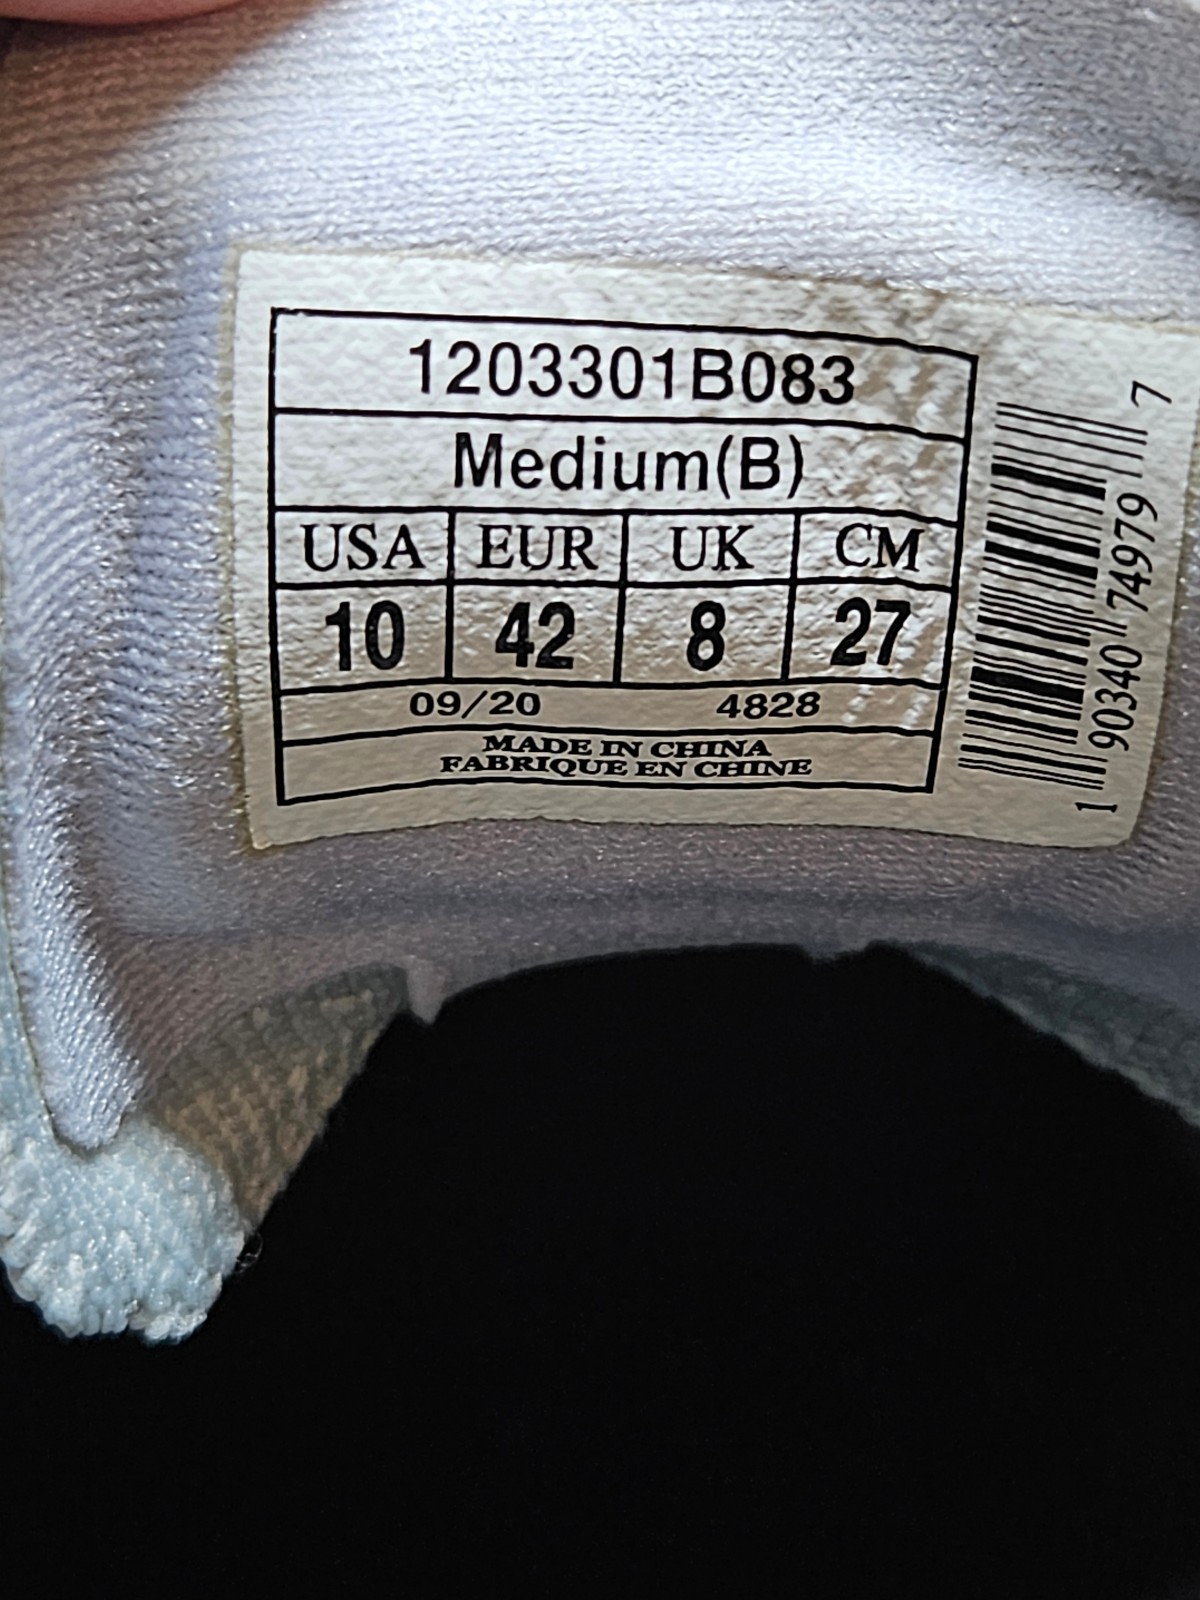 1203301B083
Medium(B)
USA EUR UK CM
10 42 8 27
09/20 4828
MADE IN CHINA
FABRIQUE EN CHINE
1 90340 74979 7